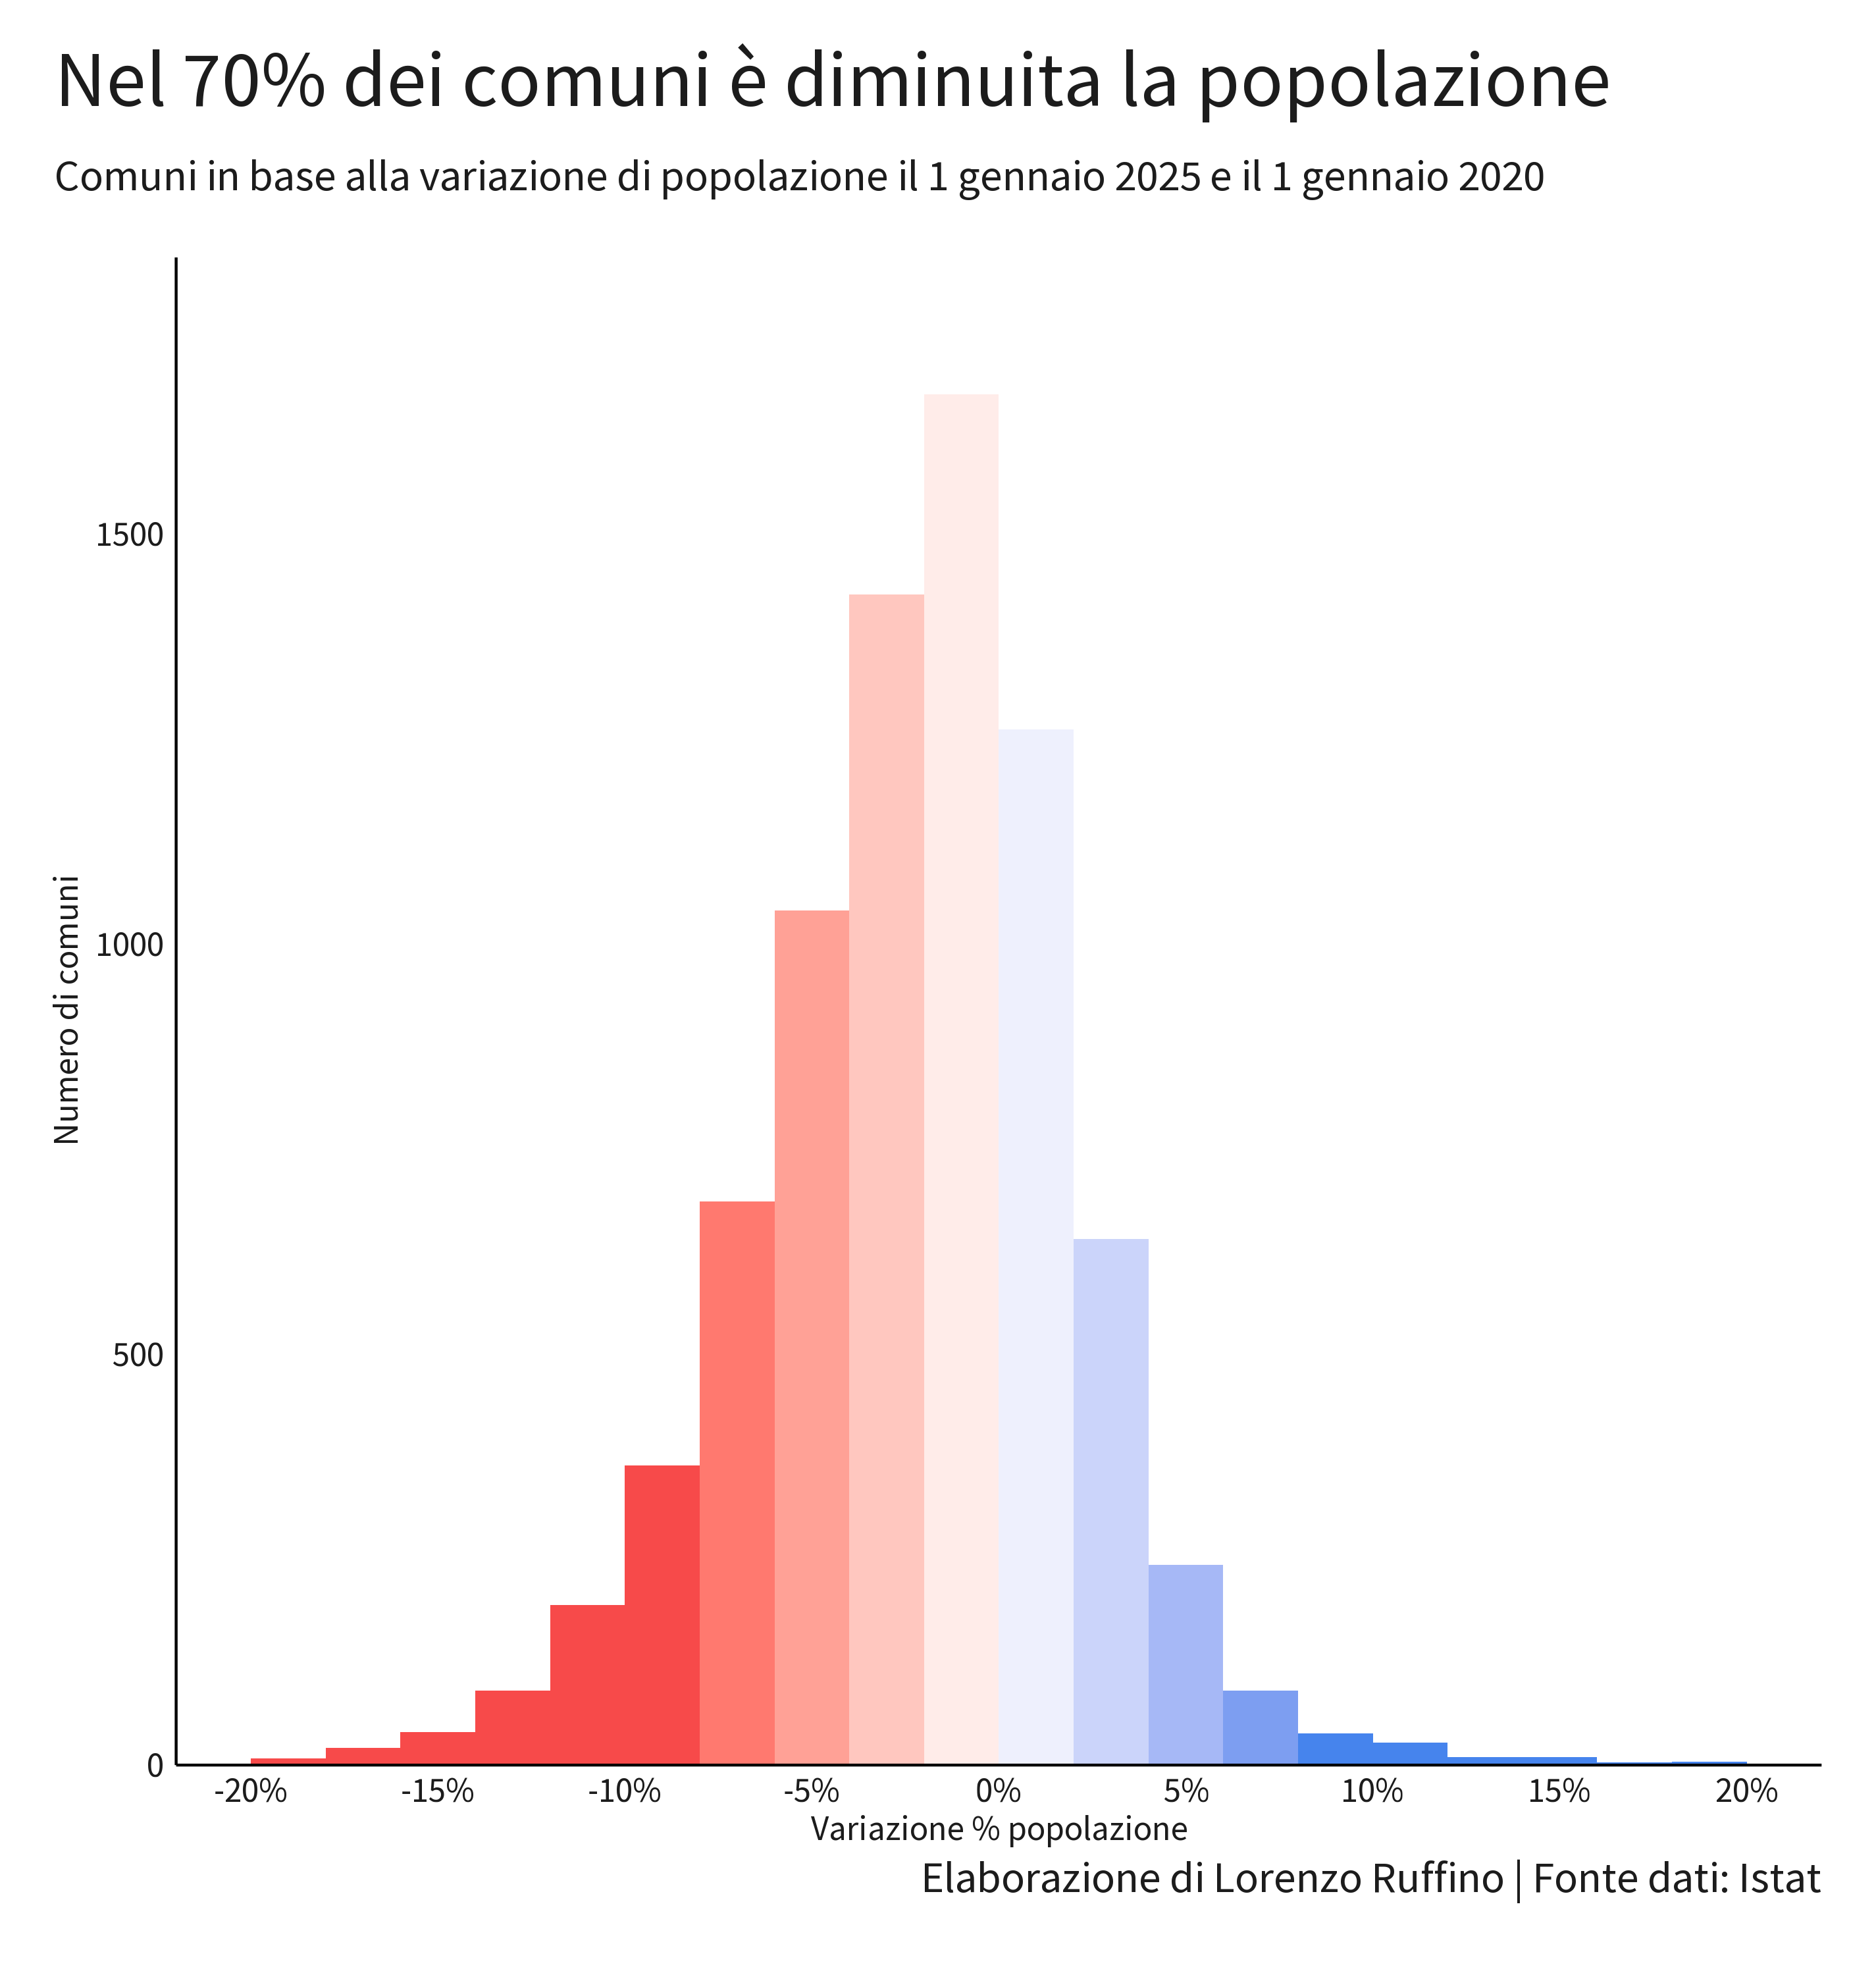 Nel 70% dei comuni è diminuita la popolazione
Comuni in base alla variazione di popolazione il 1 gennaio 2025 e il 1 gennaio 2020
1500
1000
500
0
Numero di comuni
-20% -15% -10% -5% 0% 5% 10% 15% 20%
Variazione % popolazione
Elaborazione di Lorenzo Ruffino | Fonte dati: Istat